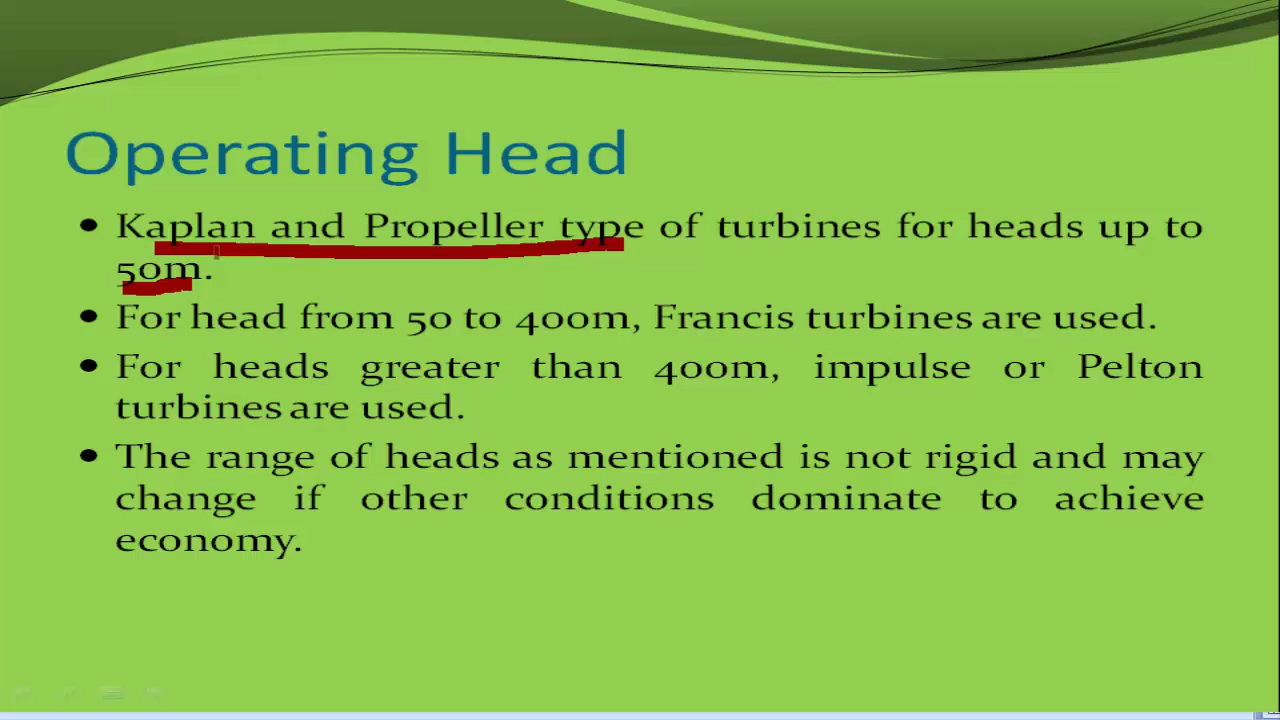 Operating Head
• Kaplan and Propeller type of turbines for heads up to
50m.
• For head from 50 to 400m, Francis turbines are used.
• For heads greater than 400m, impulse or Pelton
turbines are used.
• The range of heads as mentioned is not rigid and may
change if other conditions dominate to achieve
economy.